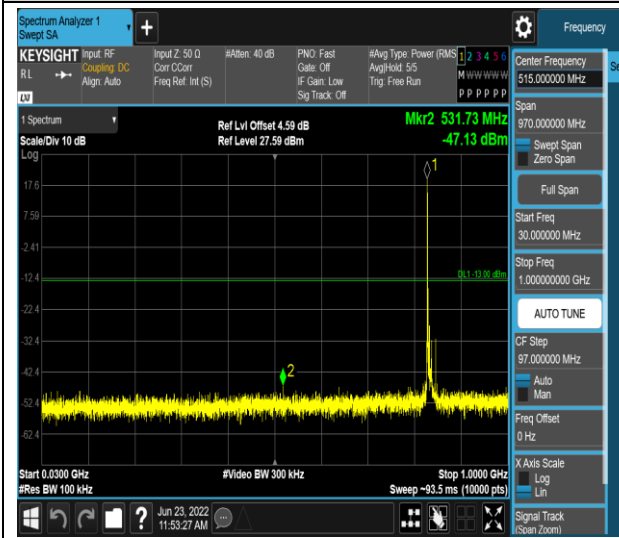 Spectrum Analyzer 1
Swept SA
+
Frequency
KEYSIGHT
RL
LXI
Input: RF
Coupling: DC
Align: Auto
Input Z: 50 Ω
Corr CCorr
Freq Ref: Int (S)
#Atten: 40 dB
PNO: Fast
Gate: Off
IF Gain: Low
Sig Track: Off
#Avg Type: Power (RMS
Avg|Hold: 5/5
Trig: Free Run
1 2 3 4 5 6
M W W W W W
P P P P P P
1 Spectrum
Scale/Div 10 dB
Log
Ref Lvl Offset 4.59 dB
Ref Level 27.59 dBm
Mkr2 531.73 MHz
-47.13 dBm
17.6
7.59
-2.41
-12.4
-22.4
-32.4
-42.4
-52.4
-62.4
1
DL1 -13.00 dBm
2
Start 0.0300 GHz
#Res BW 100 kHz
#Video BW 300 kHz
Stop 1.0000 GHz
Sweep ~93.5 ms (10000 pts)
?
Jun 23, 2022
11:53:27 AM
Center Frequency
515.000000 MHz
Span
970.000000 MHz
Swept Span
Zero Span
Full Span
Start Freq
30.000000 MHz
Stop Freq
1.000000000 GHz
AUTO TUNE
CF Step
97.000000 MHz
Auto
Man
Freq Offset
0 Hz
X Axis Scale
Log
Lin
Signal Track
(Span Zoom)
Se